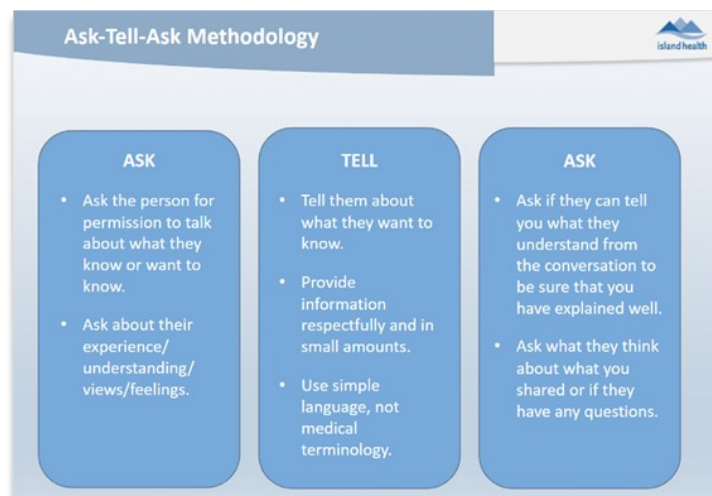 Ask-Tell-Ask Methodology
island health
ASK
• Ask the person for
permission to talk
about what they
know or want to
know.
• Ask about their
experience/
understanding/
views/feelings.
TELL
• Tell them about
what they want to
know.
• Provide
information
respectfully and in
small amounts.
• Use simple
language, not
medical
terminology.
ASK
• Ask if they can tell
you what they
understand from
the conversation to
be sure that you
have explained well.
• Ask what they think
about what you
shared or if they
have any questions.